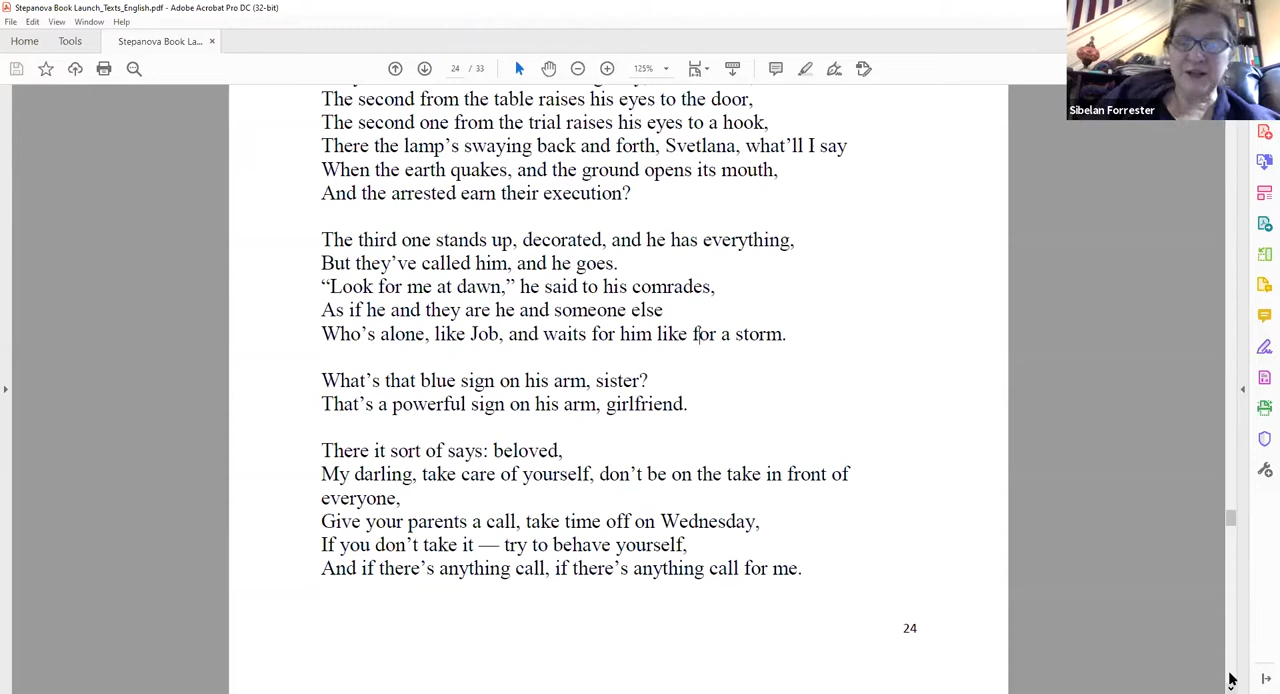 Stepanova Book Launch_Texts_English.pdf - Adobe Acrobat Pro DC (32-bit)
File Edit View Window Help
Home Tools Stepanova Book La... ×
24 / 33 125%
Sibelan Forrester
The second from the table raises his eyes to the door,
The second one from the trial raises his eyes to a hook,
There the lamp’s swaying back and forth, Svetlana, what’ll I say
When the earth quakes, and the ground opens its mouth,
And the arrested earn their execution?
The third one stands up, decorated, and he has everything,
But they’ve called him, and he goes.
“Look for me at dawn,” he said to his comrades,
As if he and they are he and someone else
Who’s alone, like Job, and waits for him like for a storm.
What’s that blue sign on his arm, sister?
That’s a powerful sign on his arm, girlfriend.
There it sort of says: beloved,
My darling, take care of yourself, don’t be on the take in front of
everyone,
Give your parents a call, take time off on Wednesday,
If you don’t take it — try to behave yourself,
And if there’s anything call, if there’s anything call for me.
24